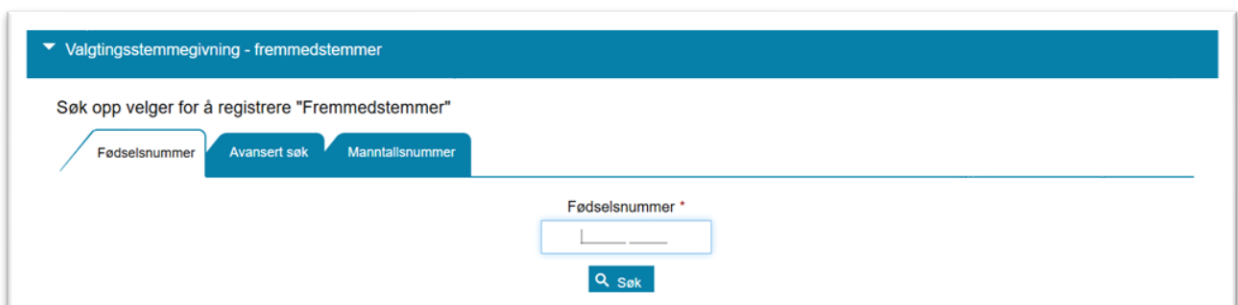 Valgtingsstemmegivning - fremmedstemmer
Søk opp velger for å registrere "Fremmedstemmer"
Fødselsnummer Avansert søk Manntallsnummer
Fødselsnummer *
Søk